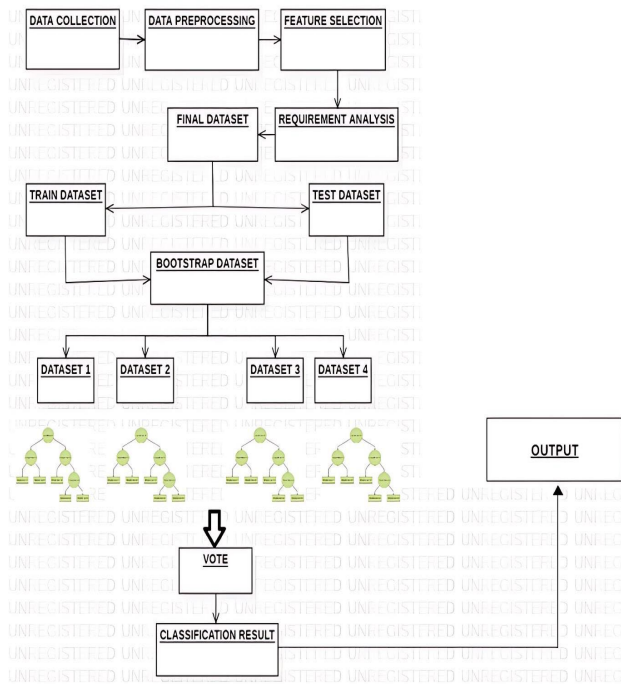 DATA COLLECTION
DATA PREPROCESSING
FEATURE SELECTION
FINAL DATASET
REQUIREMENT ANALYSIS
TRAIN DATASET
TEST DATASET
BOOTSTRAP DATASET
DATASET 1
DATASET 2
DATASET 3
DATASET 4
OUTPUT
VOTE
CLASSIFICATION RESULT
UNREGISTERED